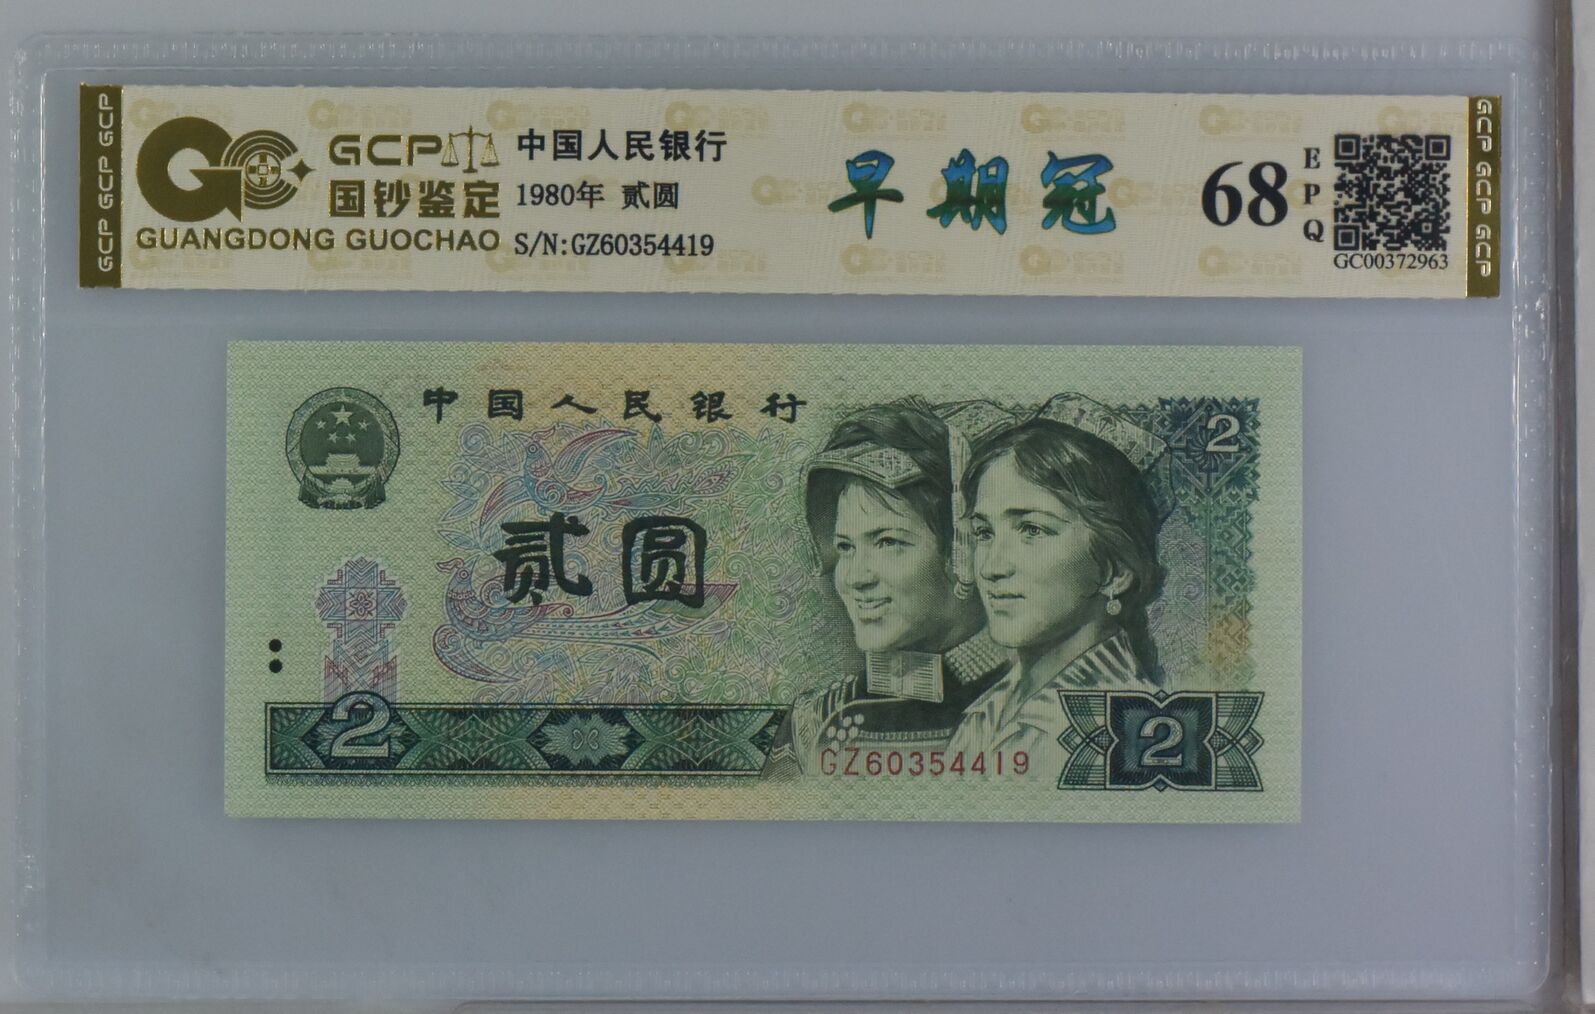 GCP GCP GCP
GCP
国钞鉴定
GUANGDONG GUOCHAO
中国人民银行
1980年 贰圆
S/N:GZ60354419
早期冠
68
EPQ
GC00372963
GCP GCP GCP
中国人民银行
2
贰圆
2
GZ60354419
2